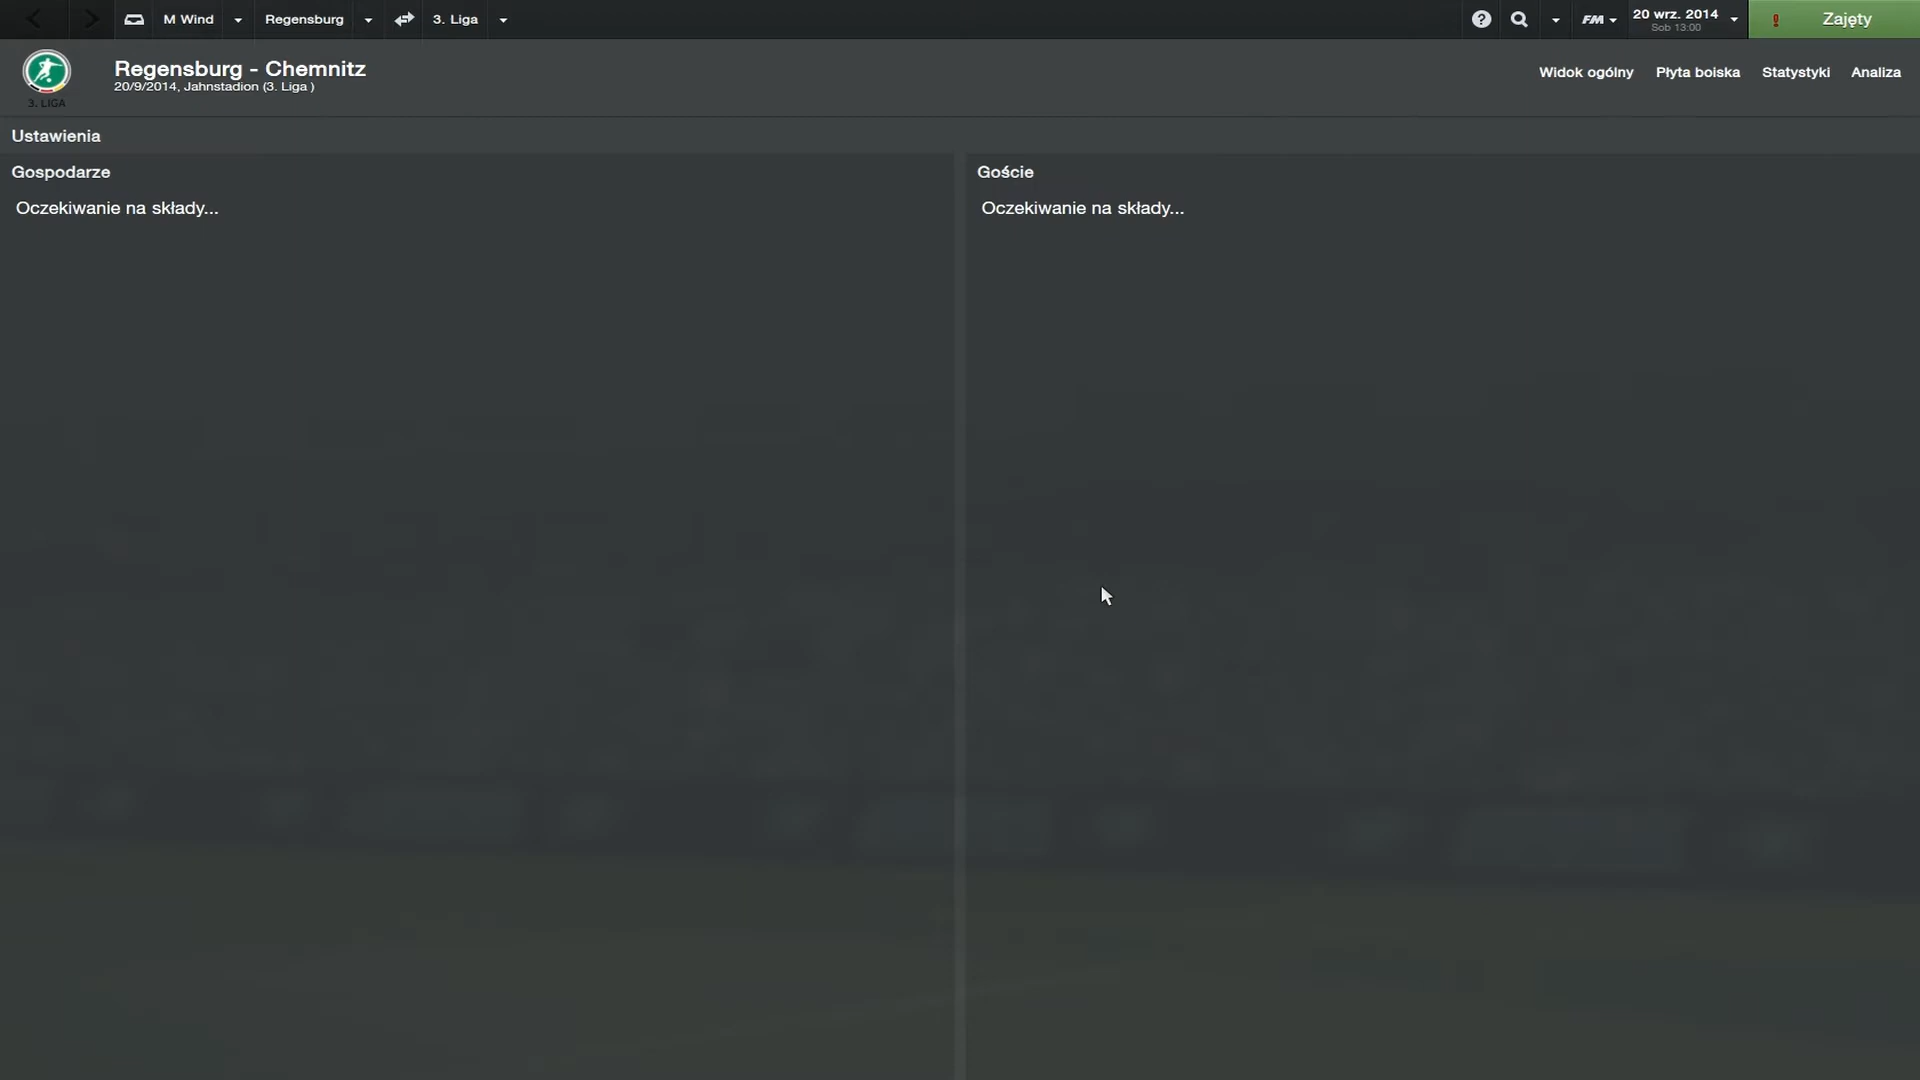 M Wind
Regensburg
3. Liga
FM
20 wrz. 2014
Sob 13:00
Zajęty
3. LIGA
Regensburg - Chemnitz
20/9/2014, Jahnstadion (3. Liga )
Widok ogólny
Płyta boiska
Statystyki
Analiza
Ustawienia
Gospodarze
Goście
Oczekiwanie na składy...
Oczekiwanie na składy...